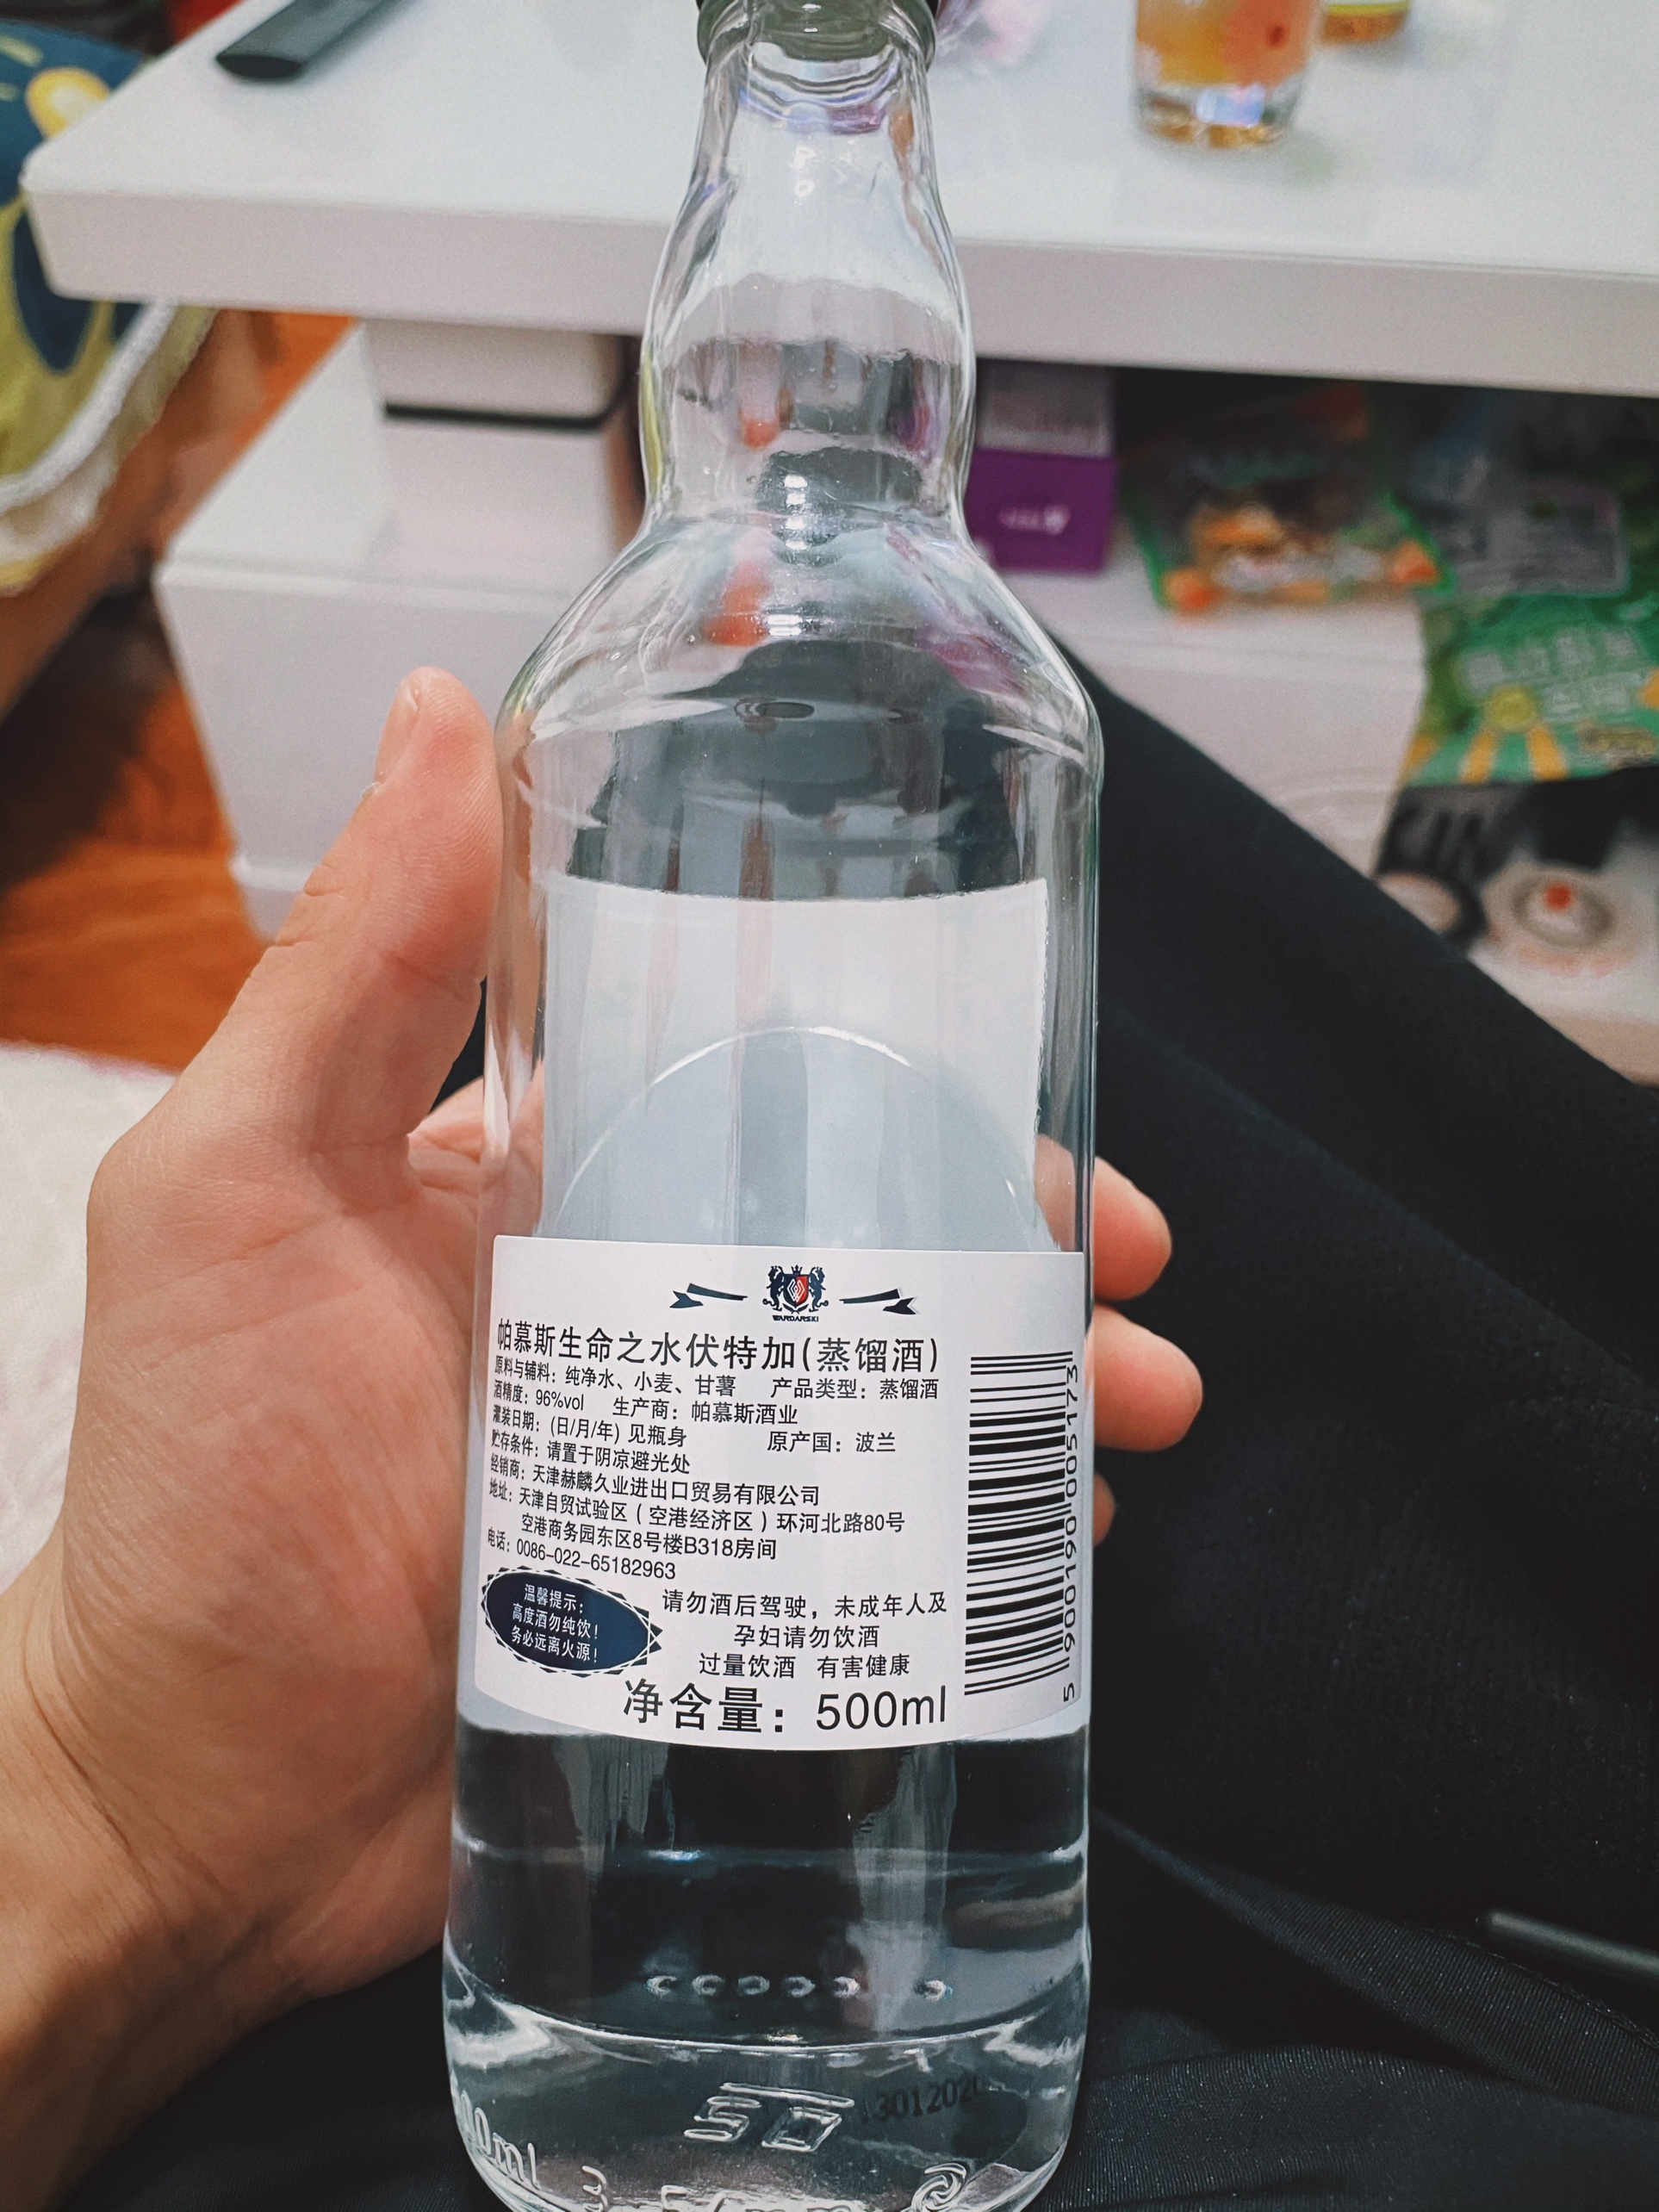 WANDARSKI
帕慕斯生命之水伏特加(蒸馏酒)
原料与辅料：纯净水、小麦、甘薯 产品类型：蒸馏酒
酒精度：96%vol 生产商：帕慕斯酒业
灌装日期：(日/月/年) 见瓶身 原产国：波兰
贮存条件：请置于阴凉避光处
经销商：天津赫麟久业进出口贸易有限公司
地址：天津自贸试验区（空港经济区）环河北路80号
空港商务园东区8号楼B318房间
电话：0086-022-65182963
温馨提示：
高度酒勿纯饮！
务必远离火源！
请勿酒后驾驶，未成年人及
孕妇请勿饮酒
过量饮酒 有害健康
净含量：500ml
5 900190 005173
13012020
50